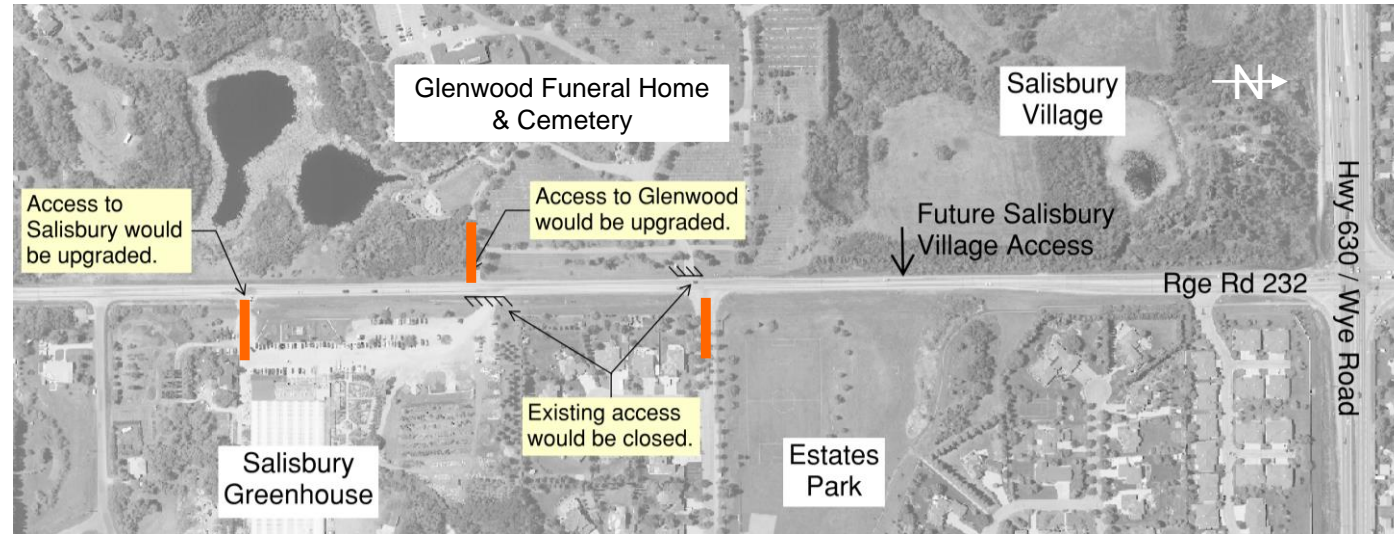 Glenwood Funeral Home
& Cemetery
Salisbury
Village
N
Access to
Salisbury would
be upgraded.
Access to Glenwood
would be upgraded.
Future Salisbury
Village Access
Rge Rd 232
Hwy 630 / Wye Road
Existing access
would be closed.
Salisbury
Greenhouse
Estates
Park